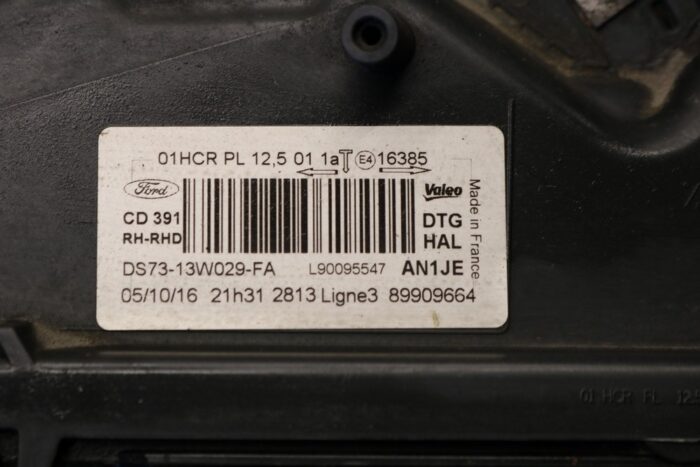 01HCR PL 12,5 01 1a E4 16385
Ford
Valeo
CD 391
RH-RHD
DTG
HAL
Made in France
DS73-13W029-FA L90095547 AN1JE
05/10/16 21h31 2813 Ligne3 89909664
01 HCR PL 12,5